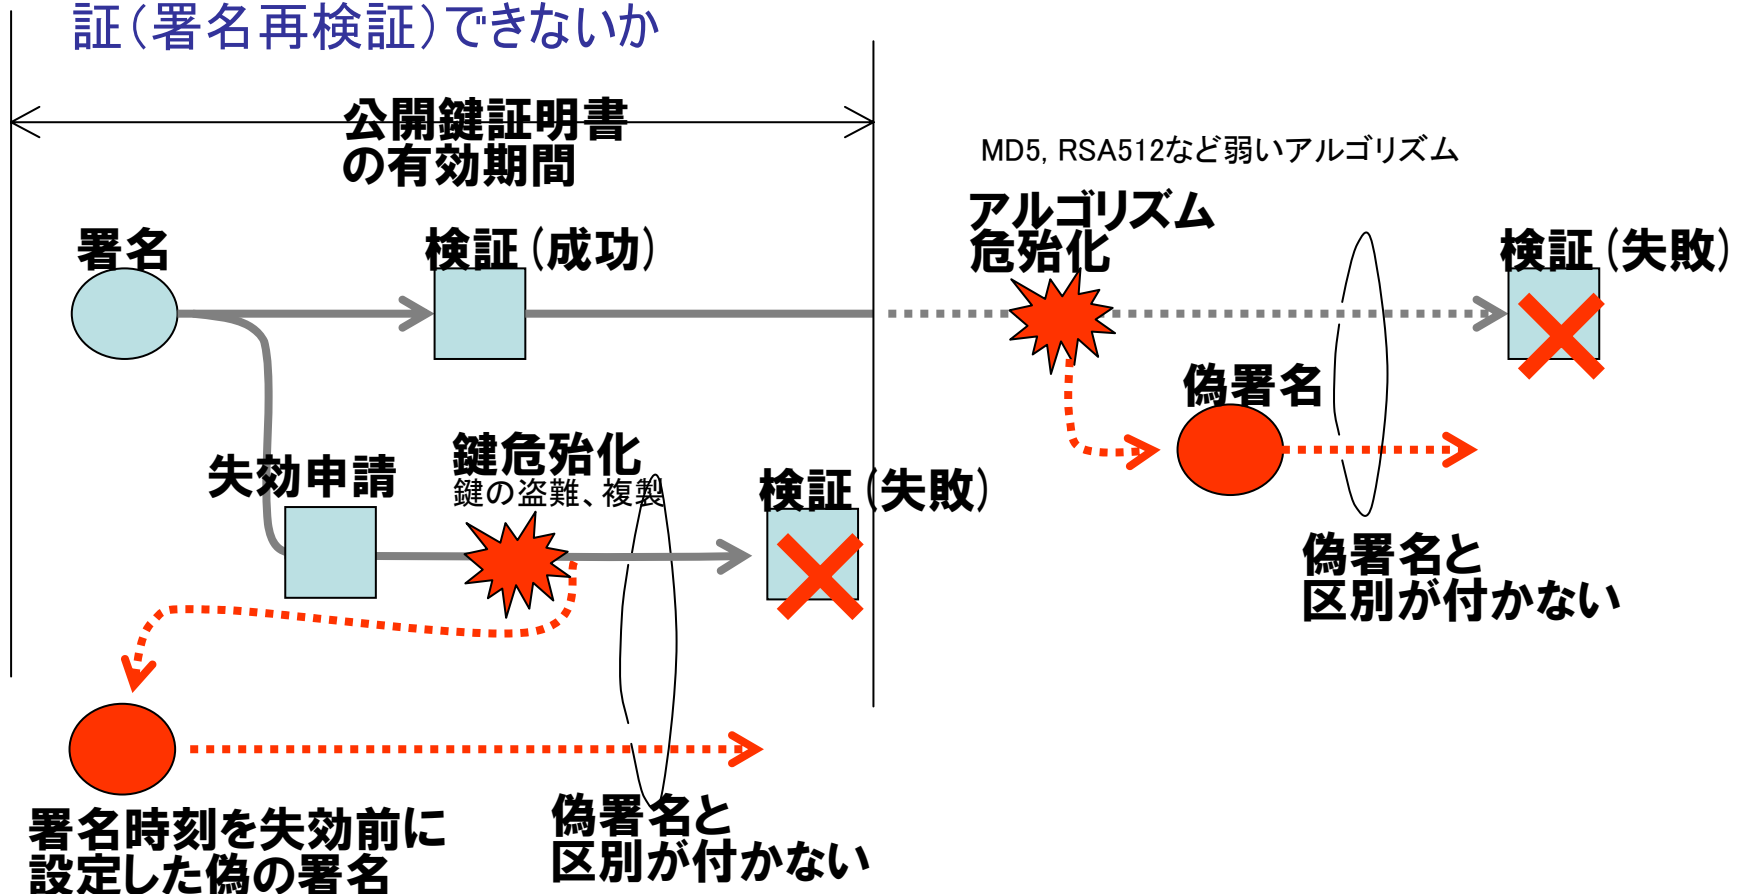 証（署名再検証）できないか
公開鍵証明書
の有効期間
MD5, RSA512など弱いアルゴリズム
アルゴリズム
危殆化
署名
検証（成功）
検証（失敗）
偽署名
失効申請
鍵危殆化
鍵の盗難、複製
検証（失敗）
偽署名と
区別が付かない
署名時刻を失効前に
設定した偽の署名
偽署名と
区別が付かない